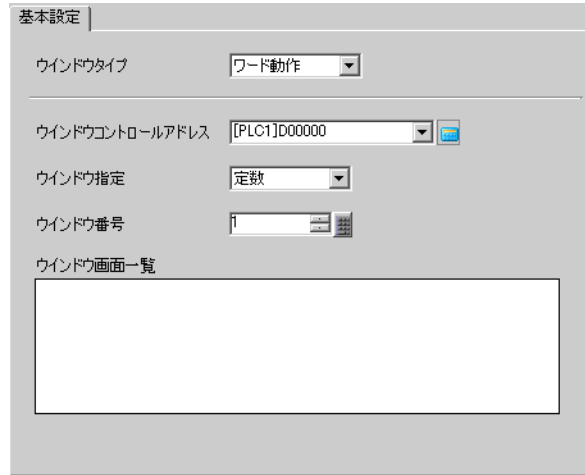 基本設定
ウインドウタイプ ワード動作
ウインドウコントロールアドレス [PLC1]D00000
ウインドウ指定 定数
ウインドウ番号 1
ウインドウ画面一覧